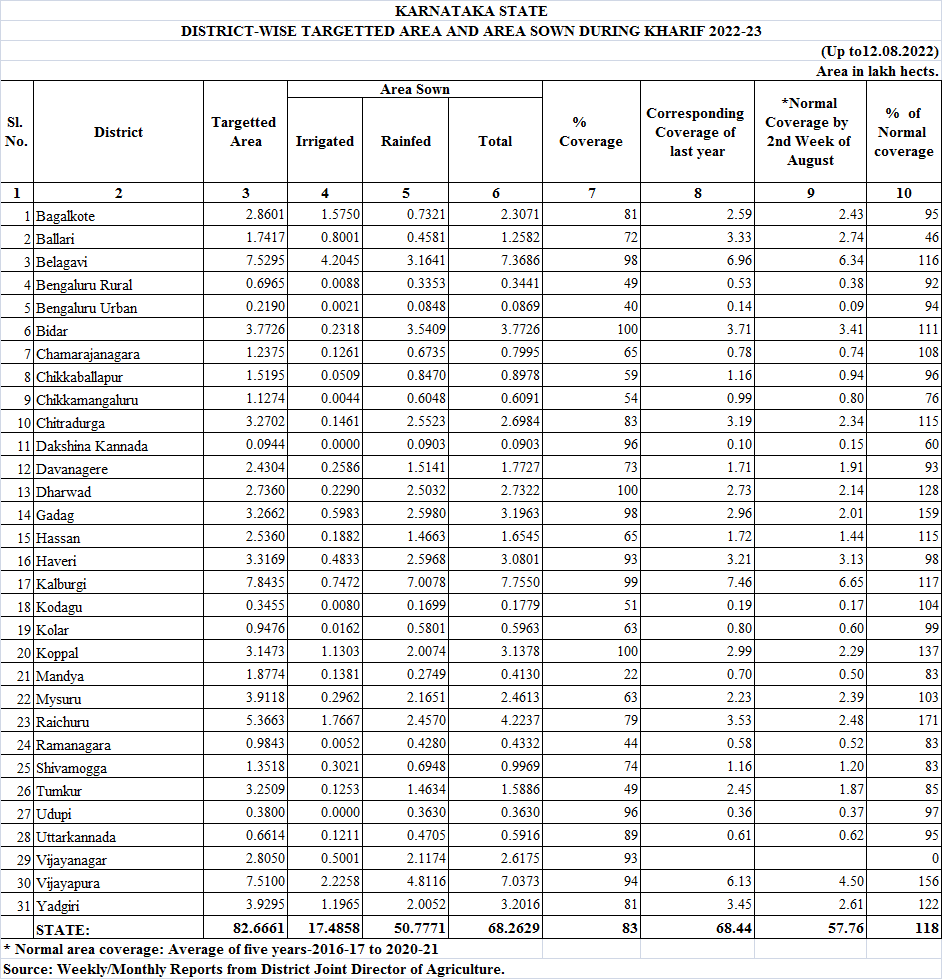 KARNATAKA STATE
DISTRICT-WISE TARGETTED AREA AND AREA SOWN DURING KHARIF 2022-23
(Up to12.08.2022)
Area in lakh hects.
Sl. No. District Targetted Area Area Sown Irrigated Rainfed Total % Coverage Corresponding Coverage of last year *Normal Coverage by 2nd Week of August % of Normal coverage
1 2 3 4 5 6 7 8 9 10
1 Bagalkote 2.8601 1.5750 0.7321 2.3071 81 2.59 2.43 95
2 Ballari 1.7417 0.8001 0.4581 1.2582 72 3.33 2.74 46
3 Belagavi 7.5295 4.2045 3.1641 7.3686 98 6.96 6.34 116
4 Bengaluru Rural 0.6965 0.0088 0.3353 0.3441 49 0.53 0.38 92
5 Bengaluru Urban 0.2190 0.0021 0.0848 0.0869 40 0.14 0.09 94
6 Bidar 3.7726 0.2318 3.5409 3.7726 100 3.71 3.41 111
7 Chamarajanagara 1.2375 0.1261 0.6735 0.7995 65 0.78 0.74 108
8 Chikkaballapur 1.5195 0.0509 0.8470 0.8978 59 1.16 0.94 96
9 Chikkamangaluru 1.1274 0.0044 0.6048 0.6091 54 0.99 0.80 76
10 Chitradurga 3.2702 0.1461 2.5523 2.6984 83 3.19 2.34 115
11 Dakshina Kannada 0.0944 0.0000 0.0903 0.0903 96 0.10 0.15 60
12 Davanagere 2.4304 0.2586 1.5141 1.7727 73 1.71 1.91 93
13 Dharwad 2.7360 0.2290 2.5032 2.7322 100 2.73 2.14 128
14 Gadag 3.2662 0.5983 2.5980 3.1963 98 2.96 2.01 159
15 Hassan 2.5360 0.1882 1.4663 1.6545 65 1.72 1.44 115
16 Haveri 3.3169 0.4833 2.5968 3.0801 93 3.21 3.13 98
17 Kalburgi 7.8435 0.7472 7.0078 7.7550 99 7.46 6.65 117
18 Kodagu 0.3455 0.0080 0.1699 0.1779 51 0.19 0.17 104
19 Kolar 0.9476 0.0162 0.5801 0.5963 63 0.80 0.60 99
20 Koppal 3.1473 1.1303 2.0074 3.1378 100 2.99 2.29 137
21 Mandya 1.8774 0.1381 0.2749 0.4130 22 0.70 0.50 83
22 Mysuru 3.9118 0.2962 2.1651 2.4613 63 2.23 2.39 103
23 Raichuru 5.3663 1.7667 2.4570 4.2237 79 3.53 2.48 171
24 Ramanagara 0.9843 0.0052 0.4280 0.4332 44 0.58 0.52 83
25 Shivamogga 1.3518 0.3021 0.6948 0.9969 74 1.16 1.20 83
26 Tumkur 3.2509 0.1253 1.4634 1.5886 49 2.45 1.87 85
27 Udupi 0.3800 0.0000 0.3630 0.3630 96 0.36 0.37 97
28 Uttarkannada 0.6614 0.1211 0.4705 0.5916 89 0.61 0.62 95
29 Vijayanagar 2.8050 0.5001 2.1174 2.6175 93 0
30 Vijayapura 7.5100 2.2258 4.8116 7.0373 94 6.13 4.50 156
31 Yadgiri 3.9295 1.1965 2.0052 3.2016 81 3.45 2.61 122
STATE: 82.6661 17.4858 50.7771 68.2629 83 68.44 57.76 118
* Normal area coverage: Average of five years-2016-17 to 2020-21
Source: Weekly/Monthly Reports from District Joint Director of Agriculture.